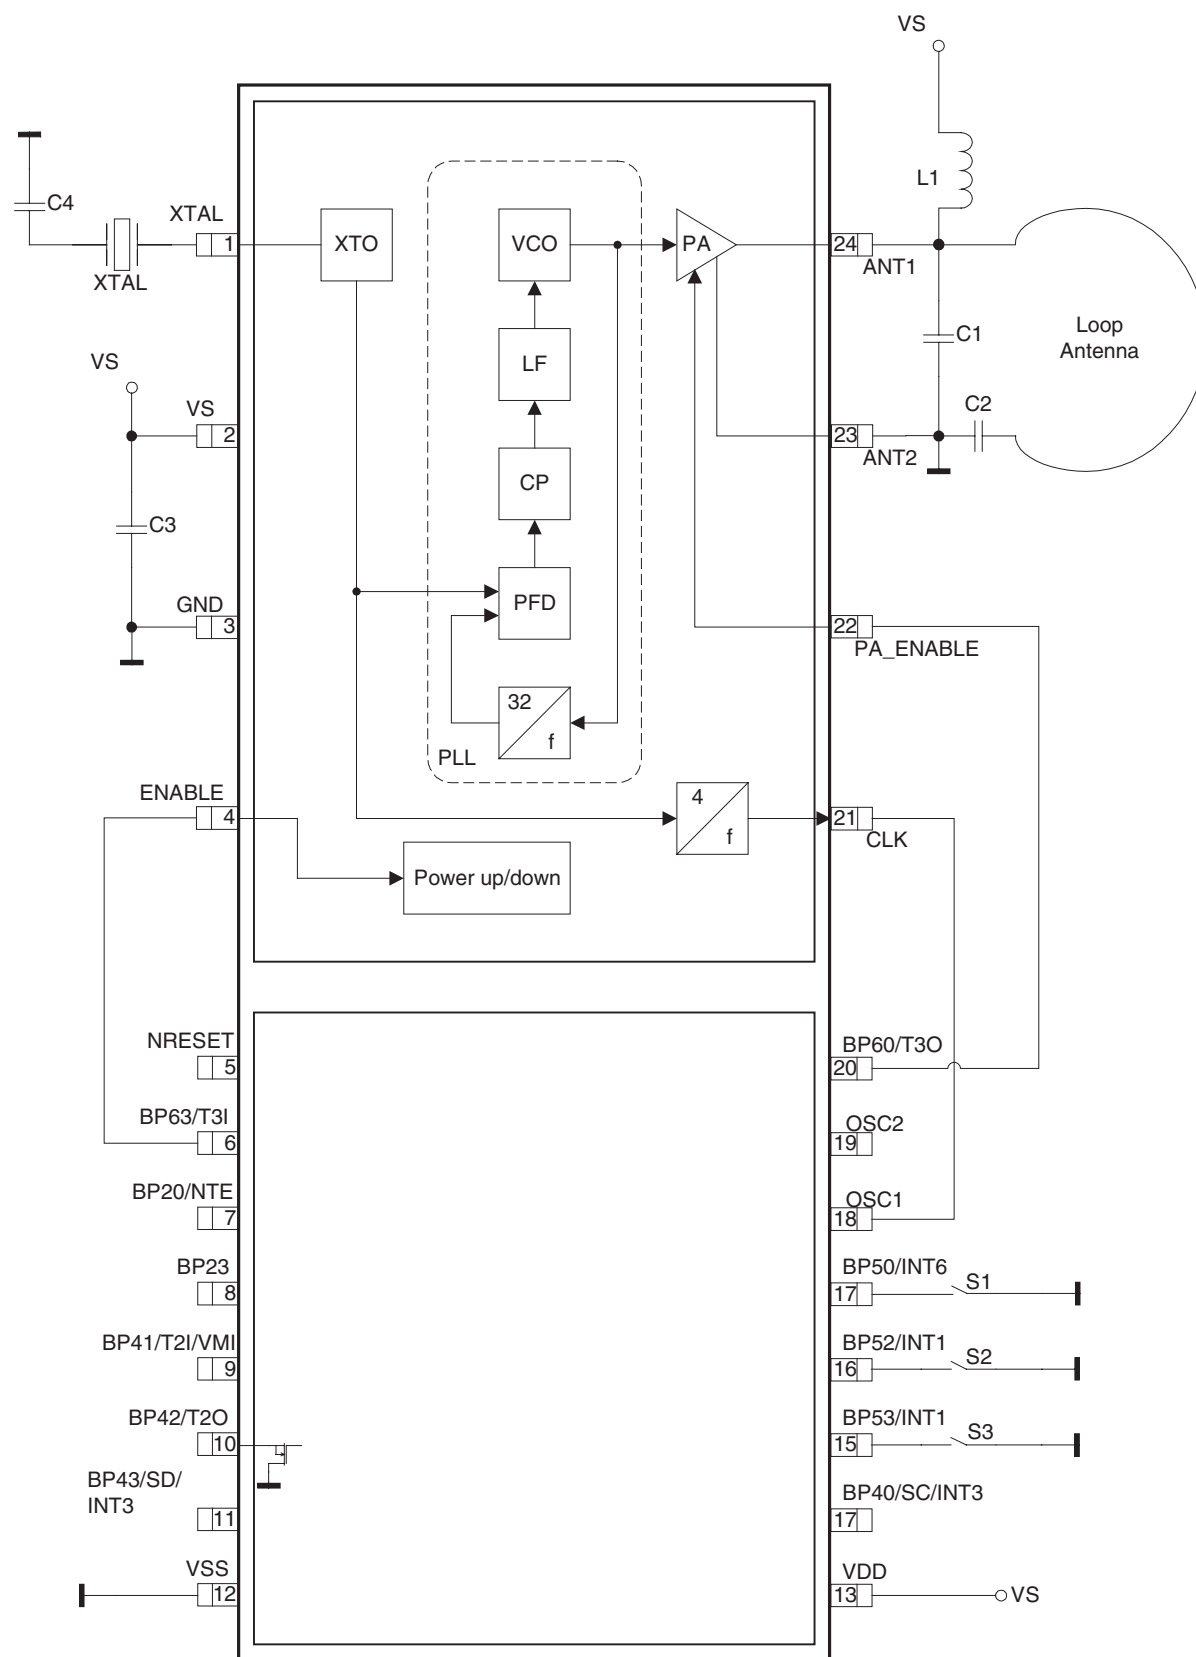 VS
L1
C4
XTAL
1
XTAL
XTO
VCO
PA
24
ANT1
LF
C1
Loop
Antenna
VS
VS
2
CP
23
ANT2
C2
C3
GND
3
PFD
22
PA_ENABLE
32
f
PLL
ENABLE
4
4
f
21
CLK
Power up/down
NRESET
5
BP60/T3O
20
BP63/T3I
6
OSC2
19
BP20/NTE
7
OSC1
18
BP23
8
BP50/INT6
17
S1
BP41/T2I/VMI
9
BP52/INT1
16
S2
BP42/T2O
10
BP53/INT1
15
S3
BP43/SD/
INT3
11
BP40/SC/INT3
17
VSS
12
VDD
13
VS